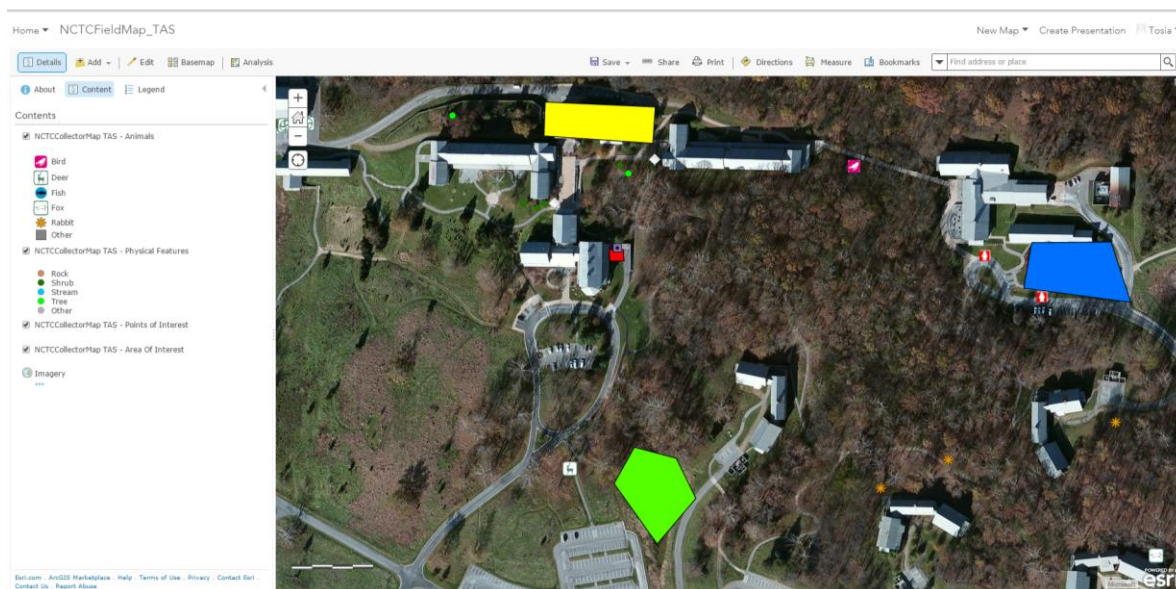 Home NCTCFieldMap_TAS New Map Create Presentation Tosia
Details Add Edit Basemap Analysis Save Share Print Directions Measure Bookmarks Find address or place
About Content Legend
Contents
NCTCCollectorMap TAS - Animals
Bird
Deer
Fish
Fox
Rabbit
Other
NCTCCollectorMap TAS - Physical Features
Rock
Shrub
Stream
Tree
Other
NCTCCollectorMap TAS - Points of Interest
NCTCCollectorMap TAS - Area Of Interest
Imagery
Esri.com . ArcGIS Marketplace . Help . Terms of Use . Privacy . Contact Esri .
Contact Us . Report Abuse
POWERED BY
esri